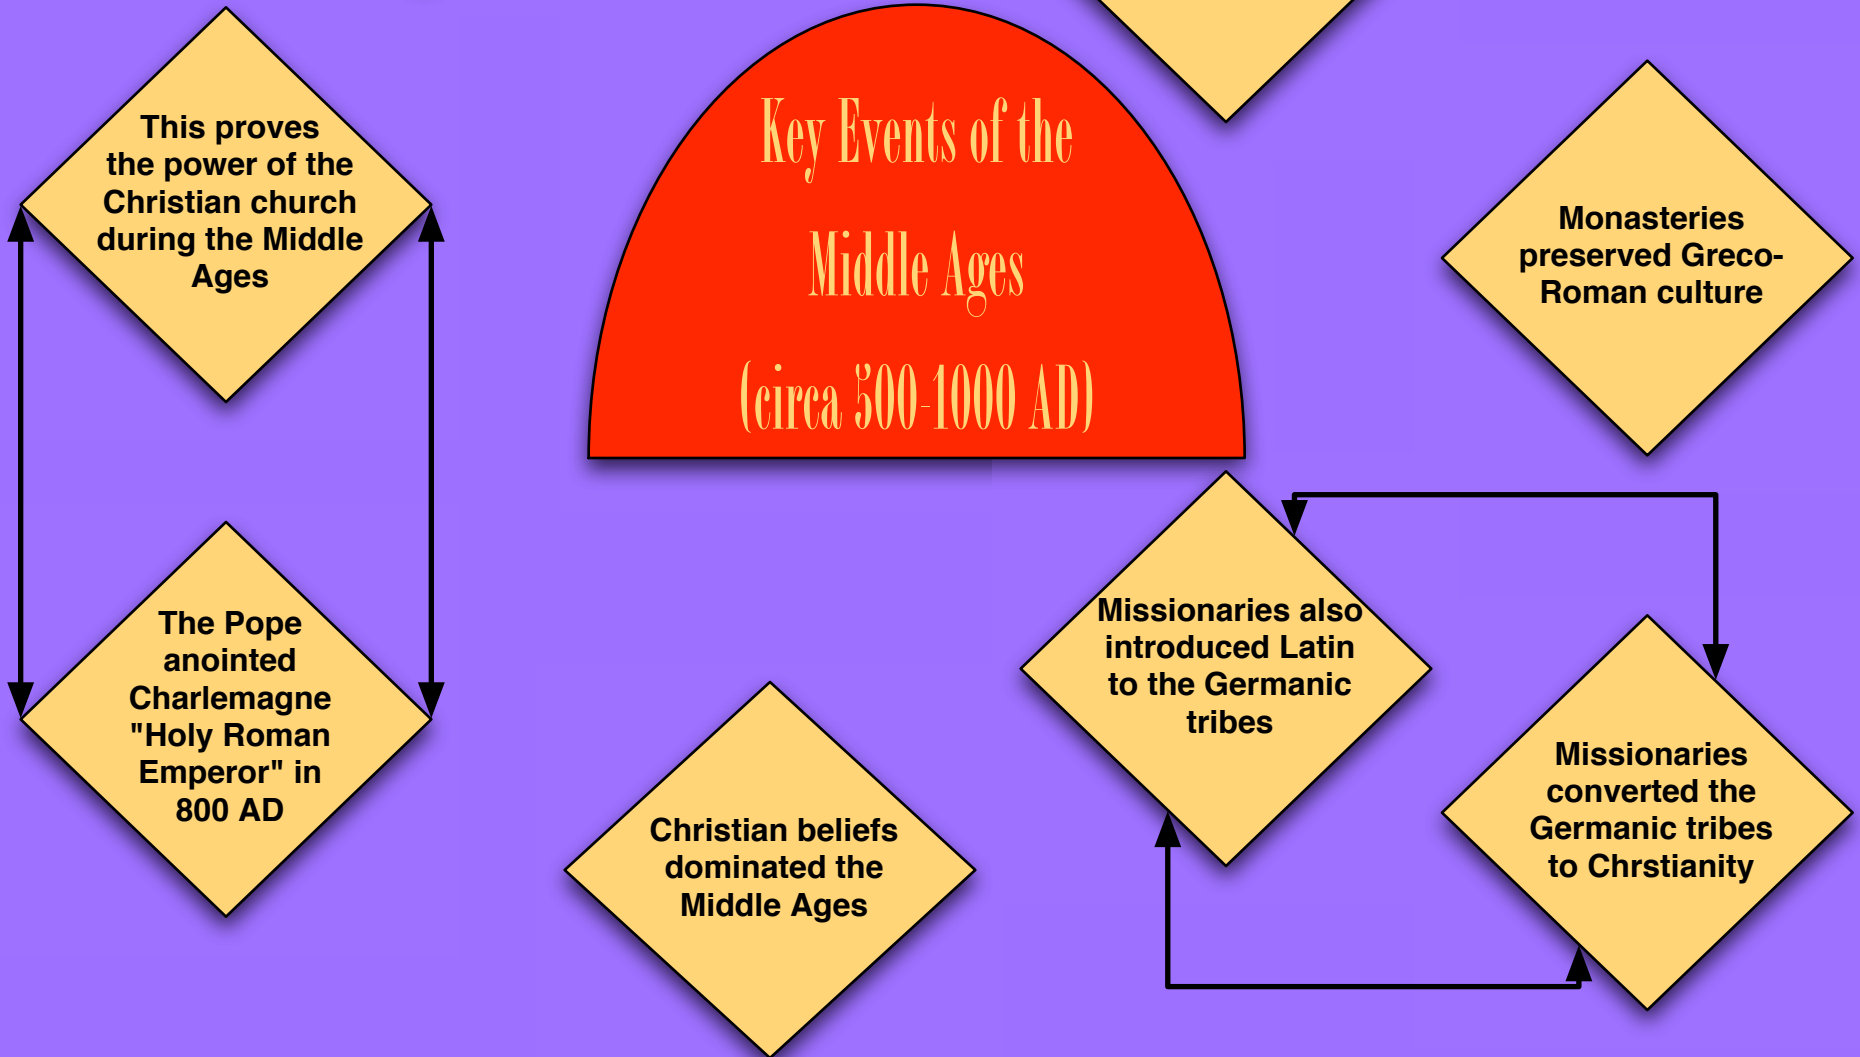 This proves
the power of the
Christian church
during the Middle
Ages
Key Events of the
Middle Ages
(circa 500-1000 AD)
Monasteries
preserved Greco-
Roman culture
The Pope
anointed
Charlemagne
"Holy Roman
Emperor" in
800 AD
Christian beliefs
dominated the
Middle Ages
Missionaries also
introduced Latin
to the Germanic
tribes
Missionaries
converted the
Germanic tribes
to Chrstianity